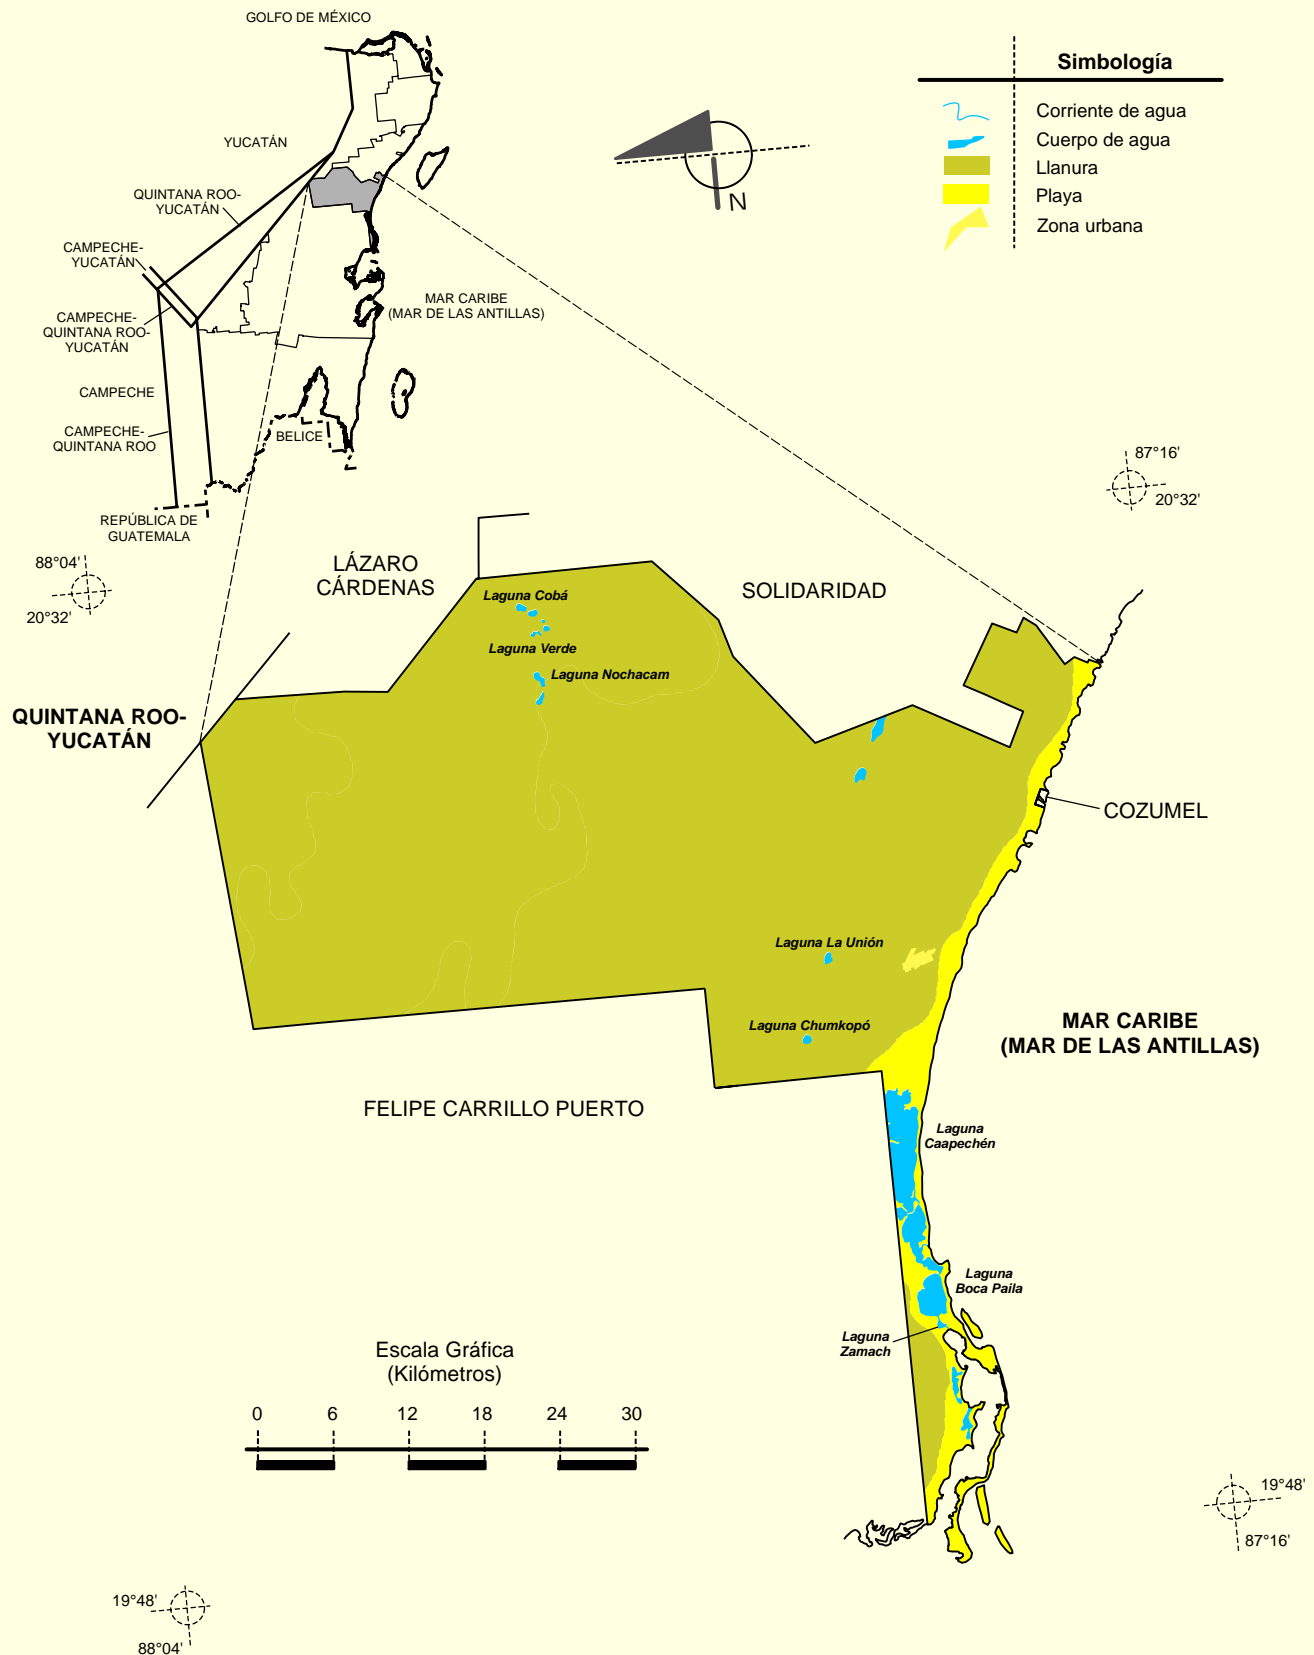 GOLFO DE MÉXICO
YUCATÁN
QUINTANA ROO-
YUCATÁN
CAMPECHE-
YUCATÁN
CAMPECHE-
QUINTANA ROO-
YUCATÁN
CAMPECHE
CAMPECHE-
QUINTANA ROO
REPÚBLICA DE
GUATEMALA
BELICE
MAR CARIBE
(MAR DE LAS ANTILLAS)
N
Simbología
Corriente de agua
Cuerpo de agua
Llanura
Playa
Zona urbana
87°16'
20°32'
88°04'
20°32'
LÁZARO
CÁRDENAS
SOLIDARIDAD
Laguna Cobá
Laguna Verde
Laguna Nochacam
QUINTANA ROO-
YUCATÁN
COZUMEL
Laguna La Unión
Laguna Chumkopó
MAR CARIBE
(MAR DE LAS ANTILLAS)
FELIPE CARRILLO PUERTO
Laguna
Caapechén
Laguna
Boca Paila
Laguna
Zamach
Escala Gráfica
(Kilómetros)
0 6 12 18 24 30
19°48'
87°16'
19°48'
88°04'